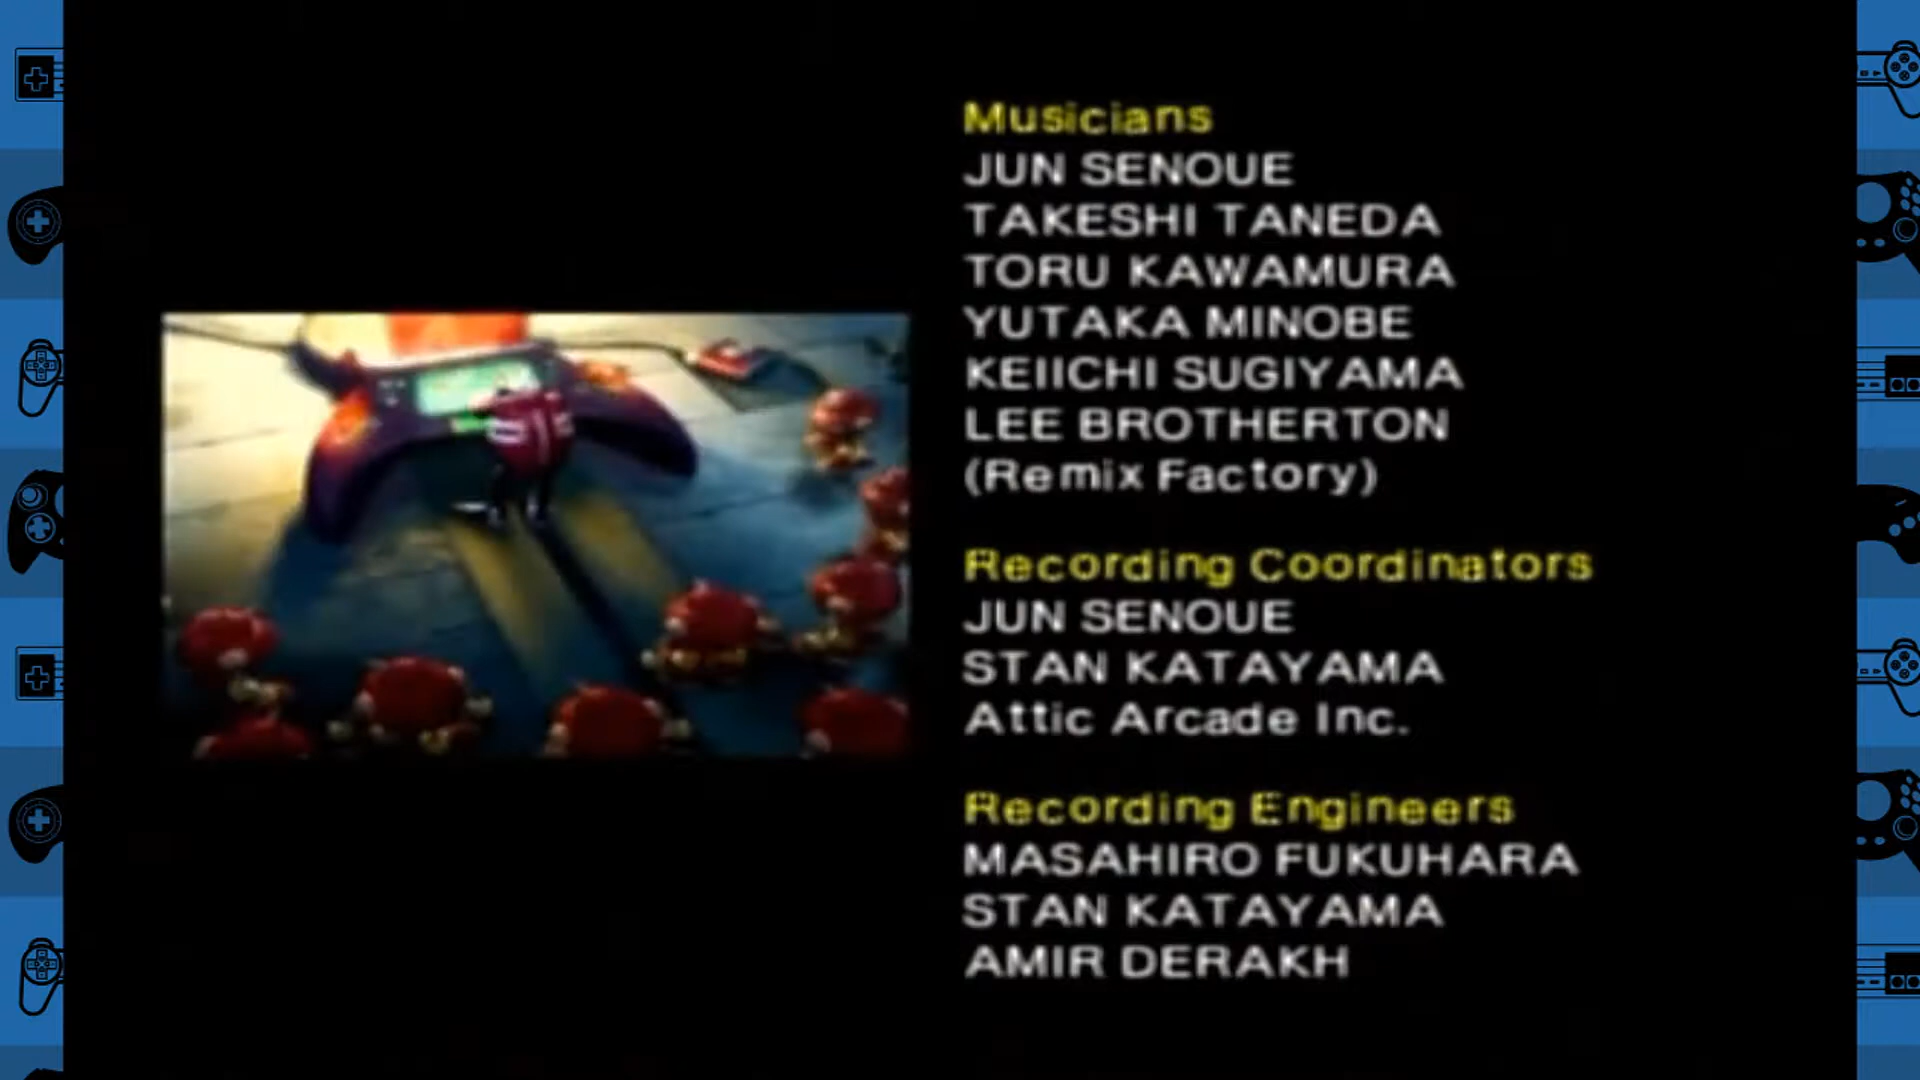 Musicians
JUN SENOUE
TAKESHI TANEDA
TORU KAWAMURA
YUTAKA MINOBE
KEIICHI SUGIYAMA
LEE BROTHERTON
(Remix Factory)
Recording Coordinators
JUN SENOUE
STAN KATAYAMA
Attic Arcade Inc.
Recording Engineers
MASAHIRO FUKUHARA
STAN KATAYAMA
AMIR DERAKH